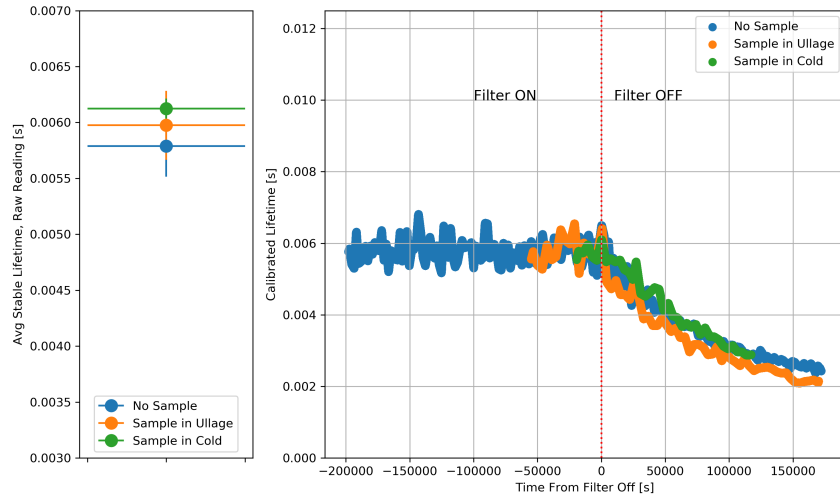 Avg Stable Lifetime, Raw Reading [s]
0.0070
0.0065
0.0060
0.0055
0.0050
0.0045
0.0040
0.0035
0.0030
No Sample
Sample in Ullage
Sample in Cold
Calibrated Lifetime [s]
0.012
0.010
0.008
0.006
0.004
0.002
0.000
Filter ON
Filter OFF
No Sample
Sample in Ullage
Sample in Cold
−200000 −150000 −100000 −50000 0 50000 100000 150000
Time From Filter Off [s]